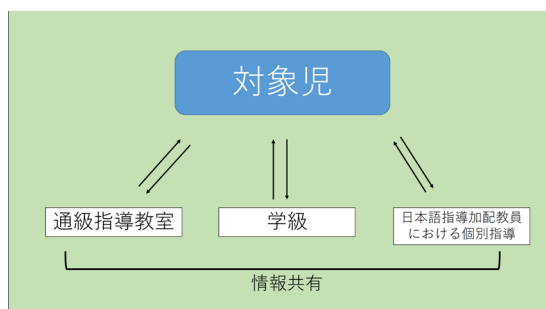 対象児
通級指導教室
学級
日本語指導加配教員
における個別指導
情報共有